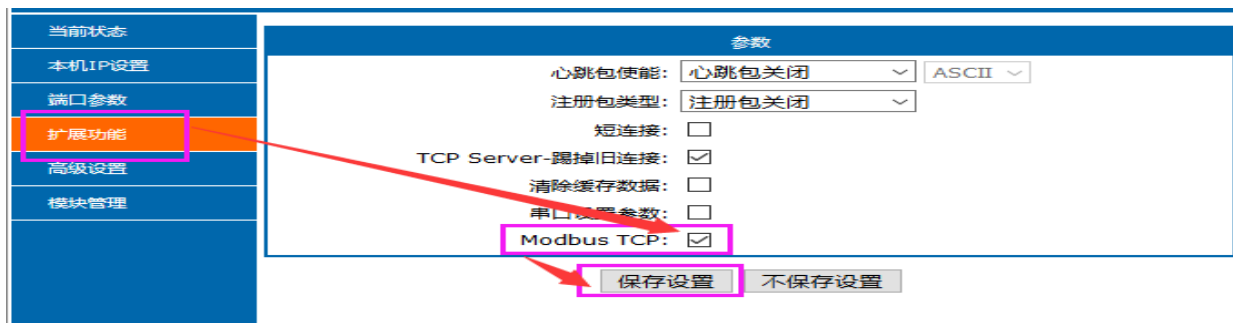 当前状态
本机IP设置
端口参数
扩展功能
高级设置
模块管理
参数
心跳包使能: 心跳包关闭 ASCII
注册包类型: 注册包关闭
短连接:
TCP Server-踢掉旧连接:
清除缓存数据:
串口设置参数:
Modbus TCP:
保存设置 不保存设置